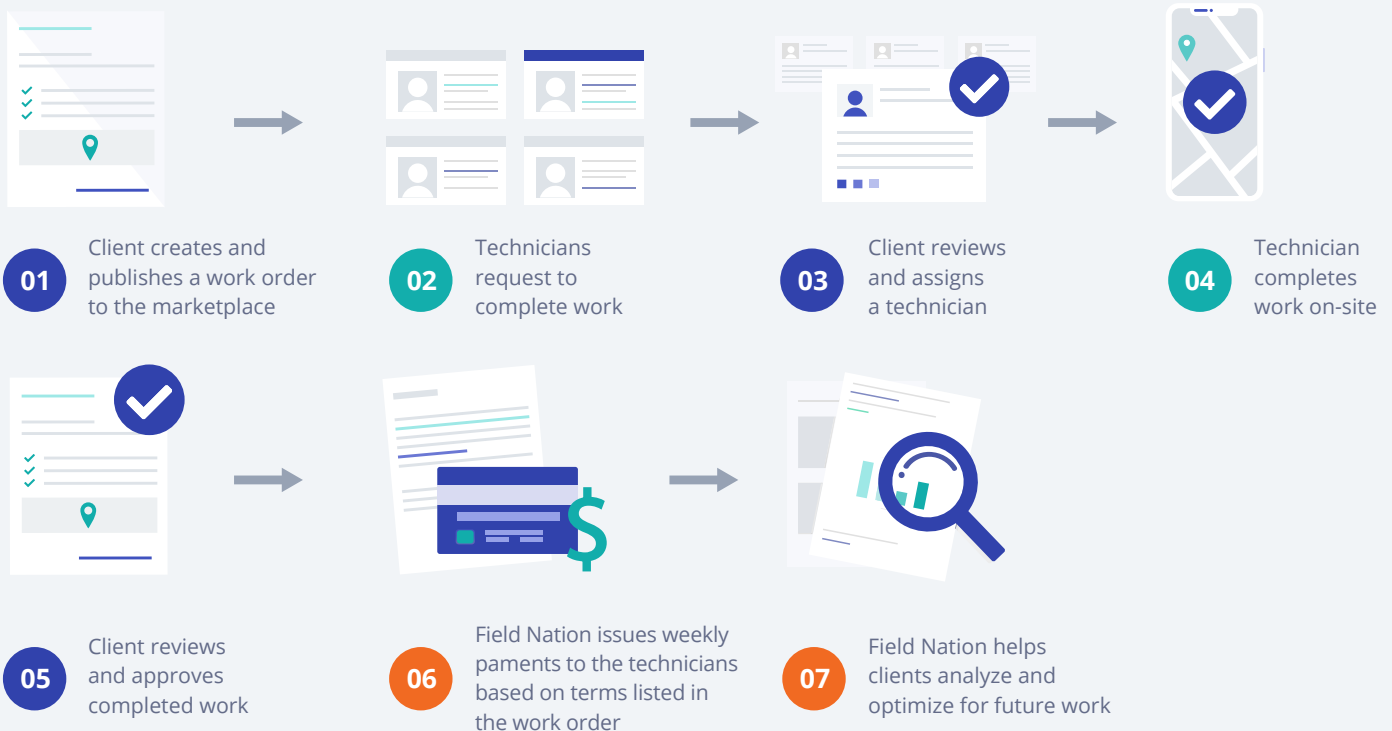 01
Client creates and
publishes a work order
to the marketplace
02
Technicians
request to
complete work
03
Client reviews
and assigns
a technician
04
Technician
completes
work on-site
05
Client reviews
and approves
completed work
06
Field Nation issues weekly
paments to the technicians
based on terms listed in
the work order
07
Field Nation helps
clients analyze and
optimize for future work